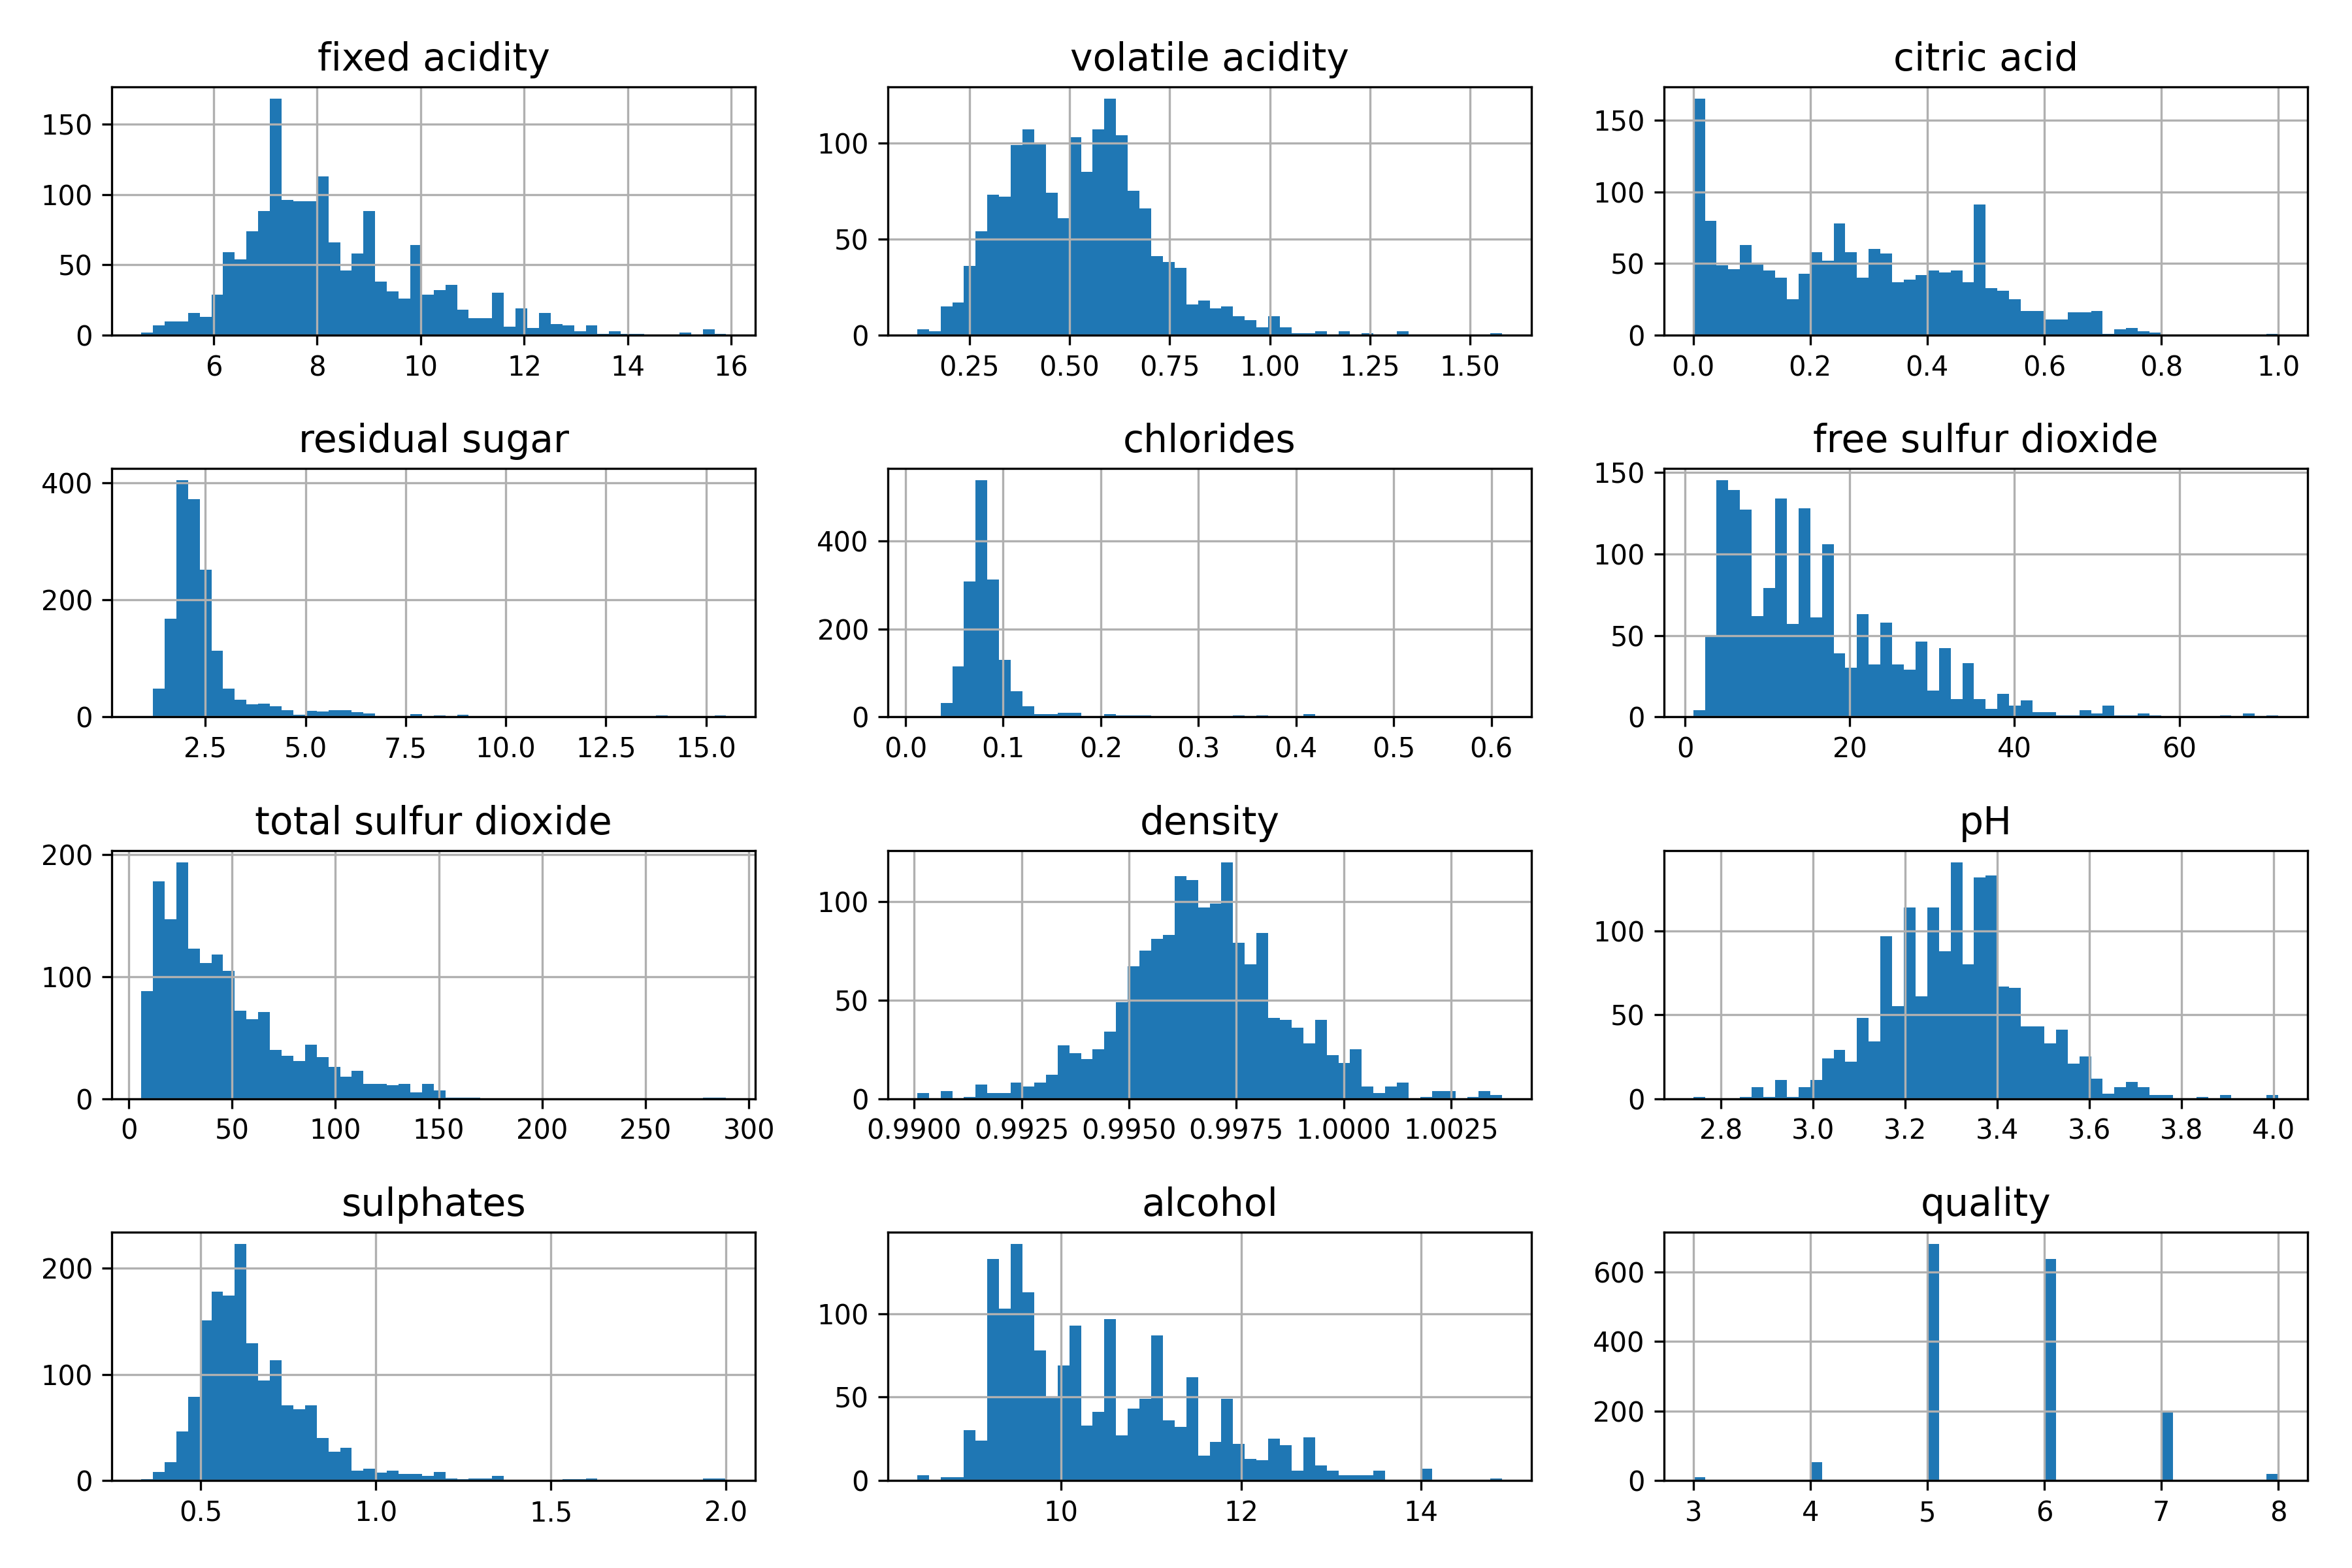 fixed acidity volatile acidity citric acid
150 100 50 0
6 8 10 12 14 16
100 50 0
0.25 0.50 0.75 1.00 1.25 1.50
150 100 50 0
0.0 0.2 0.4 0.6 0.8 1.0
residual sugar chlorides free sulfur dioxide
400 200 0
2.5 5.0 7.5 10.0 12.5 15.0
400 200 0
0.0 0.1 0.2 0.3 0.4 0.5 0.6
150 100 50 0
0 20 40 60
total sulfur dioxide density pH
200 100 0
0 50 100 150 200 250 300
100 50 0
0.9900 0.9925 0.9950 0.9975 1.0000 1.0025
100 50 0
2.8 3.0 3.2 3.4 3.6 3.8 4.0
sulphates alcohol quality
200 100 0
0.5 1.0 1.5 2.0
100 50 0
10 12 14
600 400 200 0
3 4 5 6 7 8